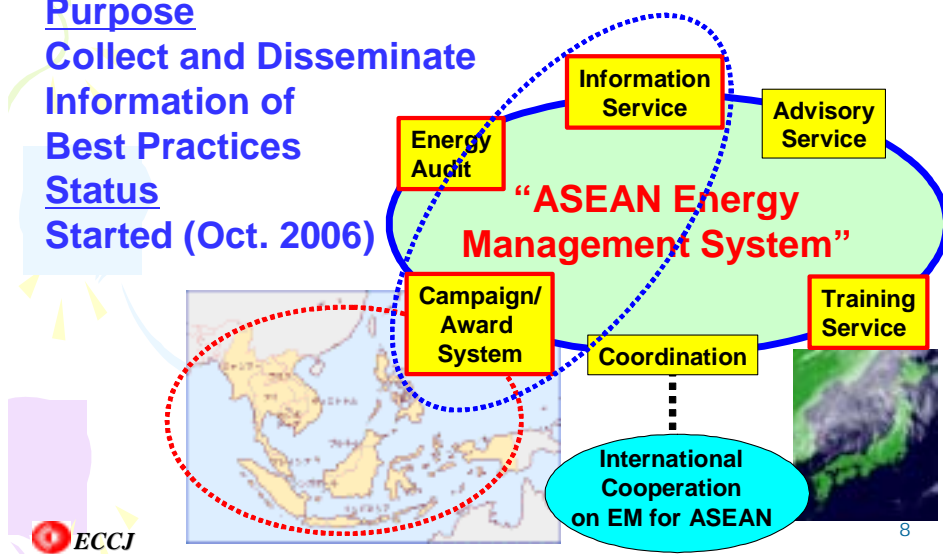 Purpose
Collect and Disseminate
Information of
Best Practices
Status
Started (Oct. 2006)
Information
Service
Advisory
Service
Energy
Audit
“ASEAN Energy
Management System”
Campaign/
Award
System
Training
Service
Coordination
International
Cooperation
on EM for ASEAN
ECCJ
8